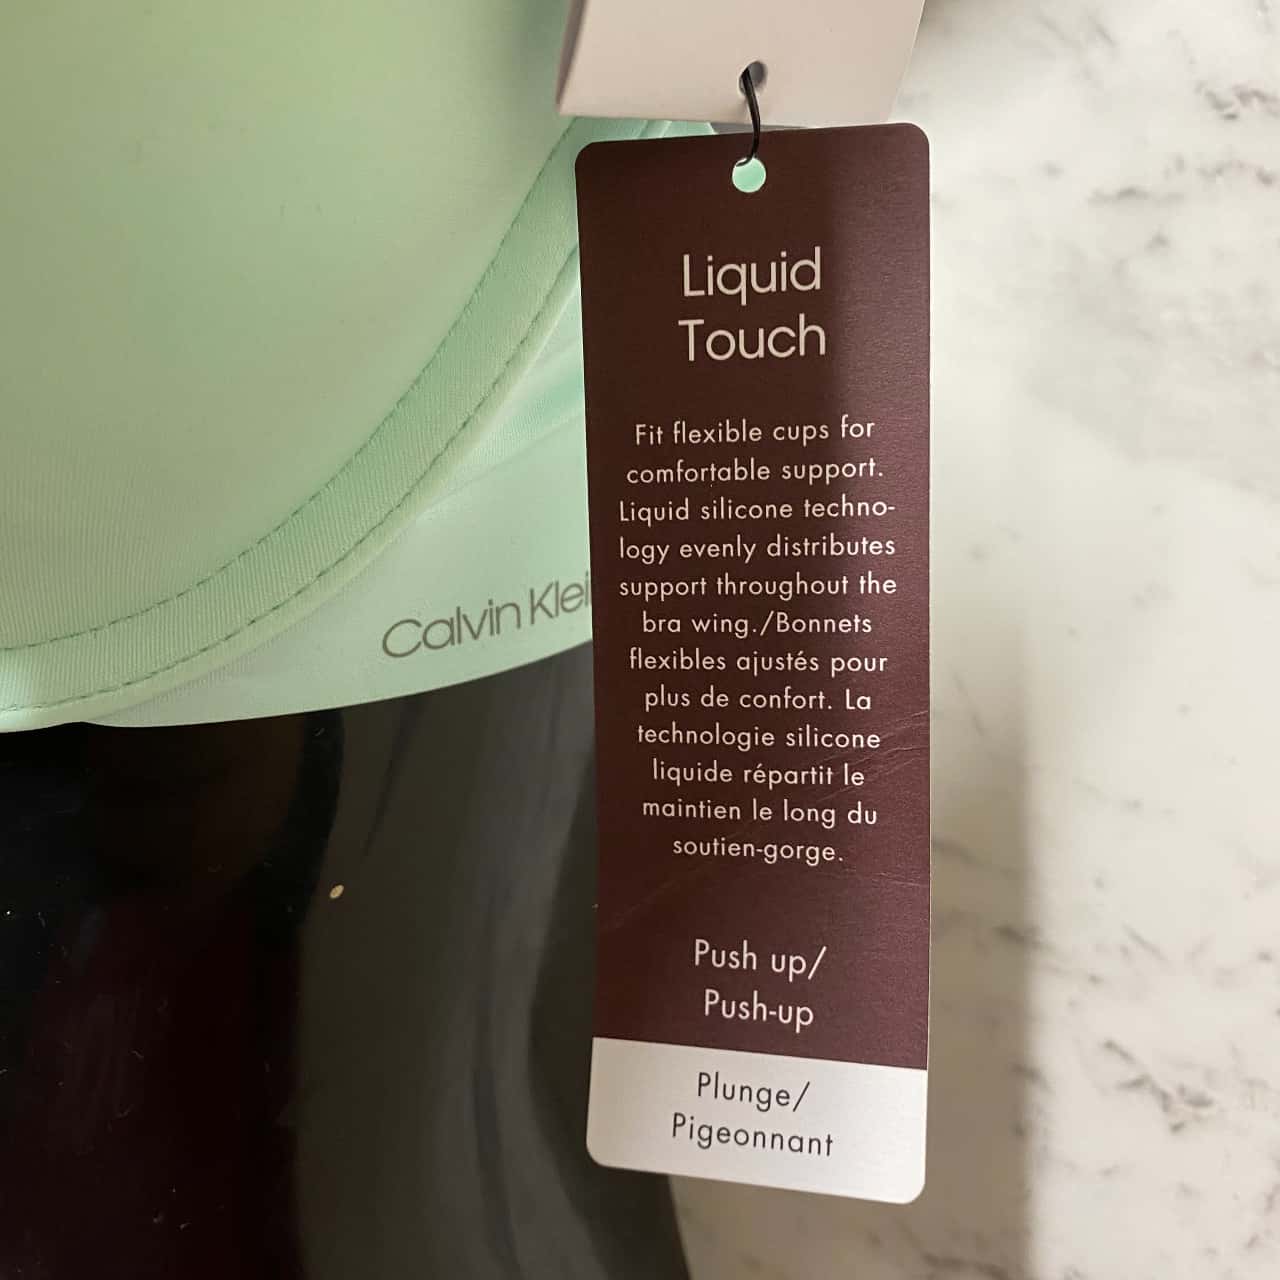 Liquid
Touch
Fit flexible cups for
comfortable support.
Liquid silicone techno-
logy evenly distributes
support throughout the
bra wing./Bonnets
flexibles ajustés pour
plus de confort. La
technologie silicone
liquide répartit le
maintien le long du
soutien-gorge.
Push up/
Push-up
Plunge/
Pigeonnant
Calvin Klei